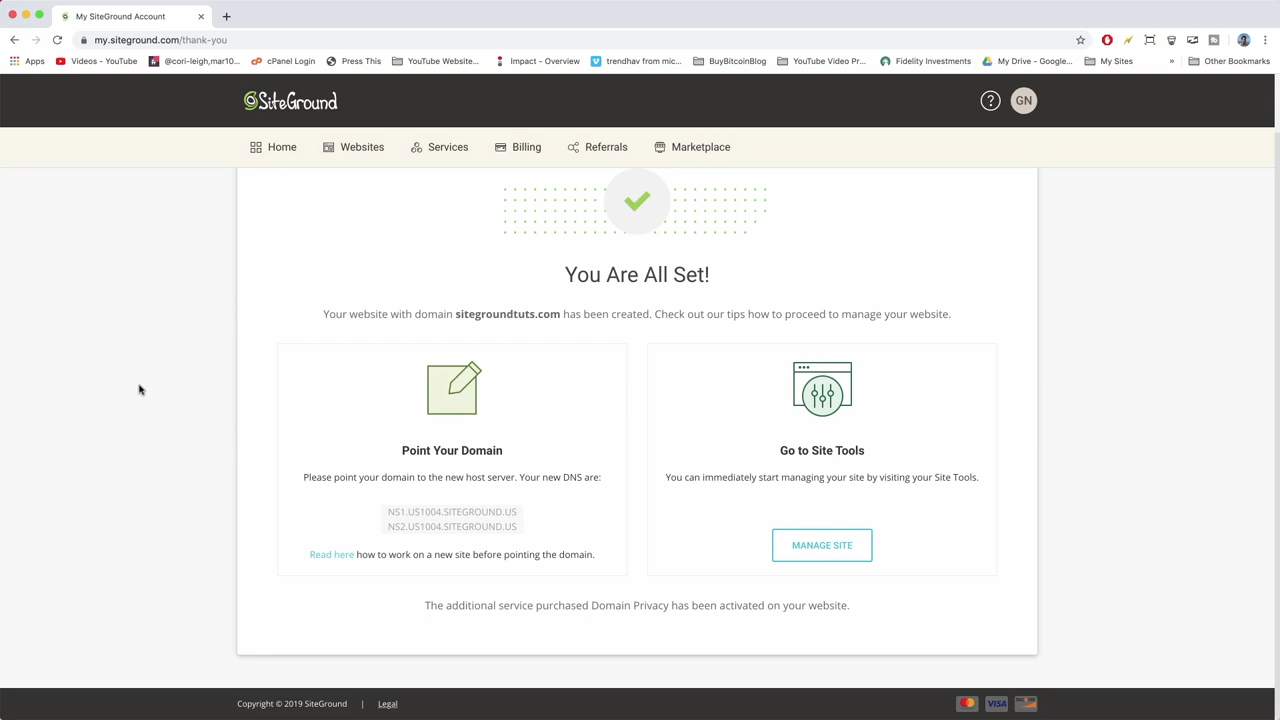 My SiteGround Account
my.siteground.com/thank-you
Apps
Videos - YouTube
@cori-leigh,mar10...
cPanel Login
Press This
YouTube Website...
Impact - Overview
trendhav from mic...
BuyBitcoinBlog
YouTube Video Pr...
Fidelity Investments
My Drive - Google...
My Sites
»
Other Bookmarks
SiteGround
?
GN
Home
Websites
Services
Billing
Referrals
Marketplace
You Are All Set!
Your website with domain sitegroundtuts.com has been created. Check out our tips how to proceed to manage your website.
Point Your Domain
Please point your domain to the new host server. Your new DNS are:
NS1.US1004.SITEGROUND.US
NS2.US1004.SITEGROUND.US
Read here how to work on a new site before pointing the domain.
Go to Site Tools
You can immediately start managing your site by visiting your Site Tools.
MANAGE SITE
The additional service purchased Domain Privacy has been activated on your website.
Copyright © 2019 SiteGround | Legal
VISA